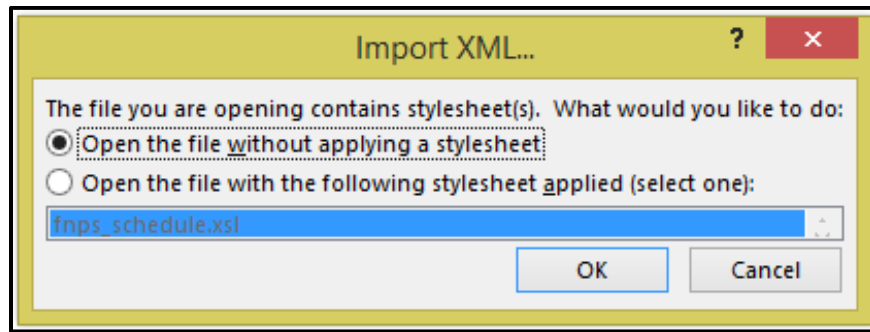 Import XML...
?
×
The file you are opening contains stylesheet(s). What would you like to do:
Open the file without applying a stylesheet
Open the file with the following stylesheet applied (select one):
fnps_schedule.xsl
OK Cancel